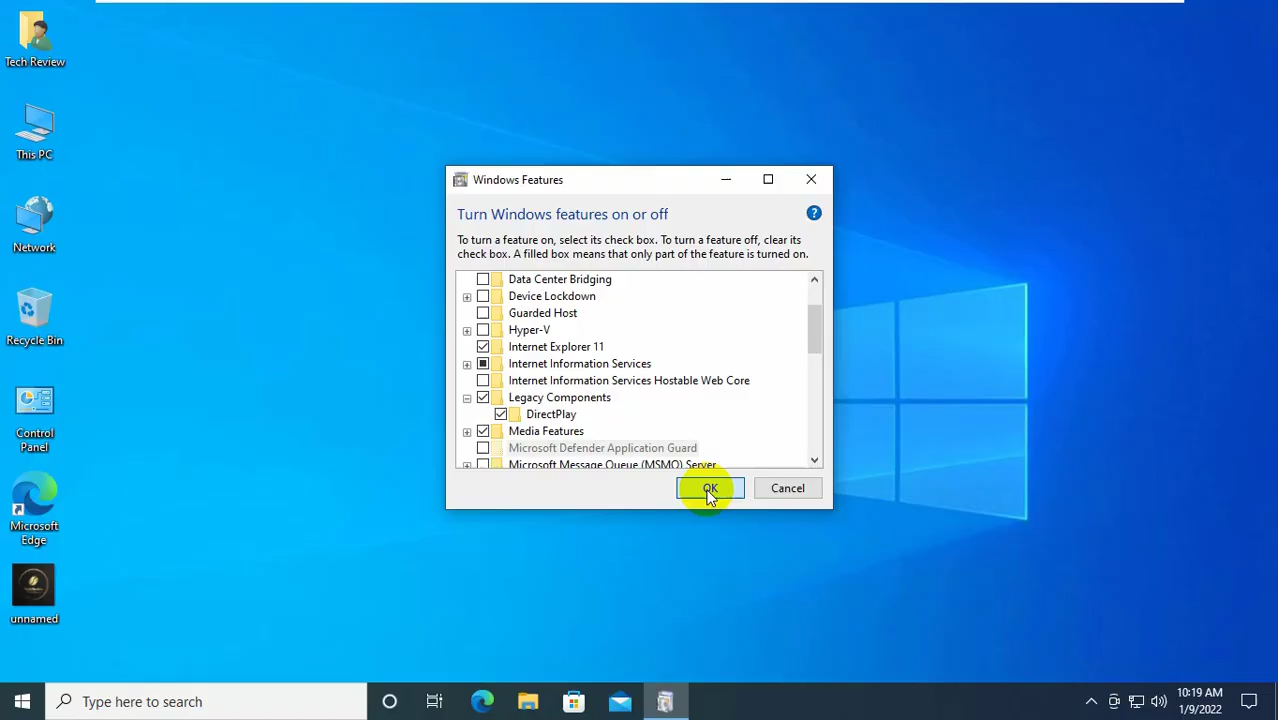 Tech Review
This PC
Network
Recycle Bin
Control
Panel
Microsoft
Edge
unnamed
Windows Features
Turn Windows features on or off
?
To turn a feature on, select its check box. To turn a feature off, clear its
check box. A filled box means that only part of the feature is turned on.
Data Center Bridging
Device Lockdown
Guarded Host
Hyper-V
Internet Explorer 11
Internet Information Services
Internet Information Services Hostable Web Core
Legacy Components
DirectPlay
Media Features
Microsoft Defender Application Guard
Microsoft Message Queue (MSMQ) Server
OK
Cancel
Type here to search
10:19 AM
1/9/2022